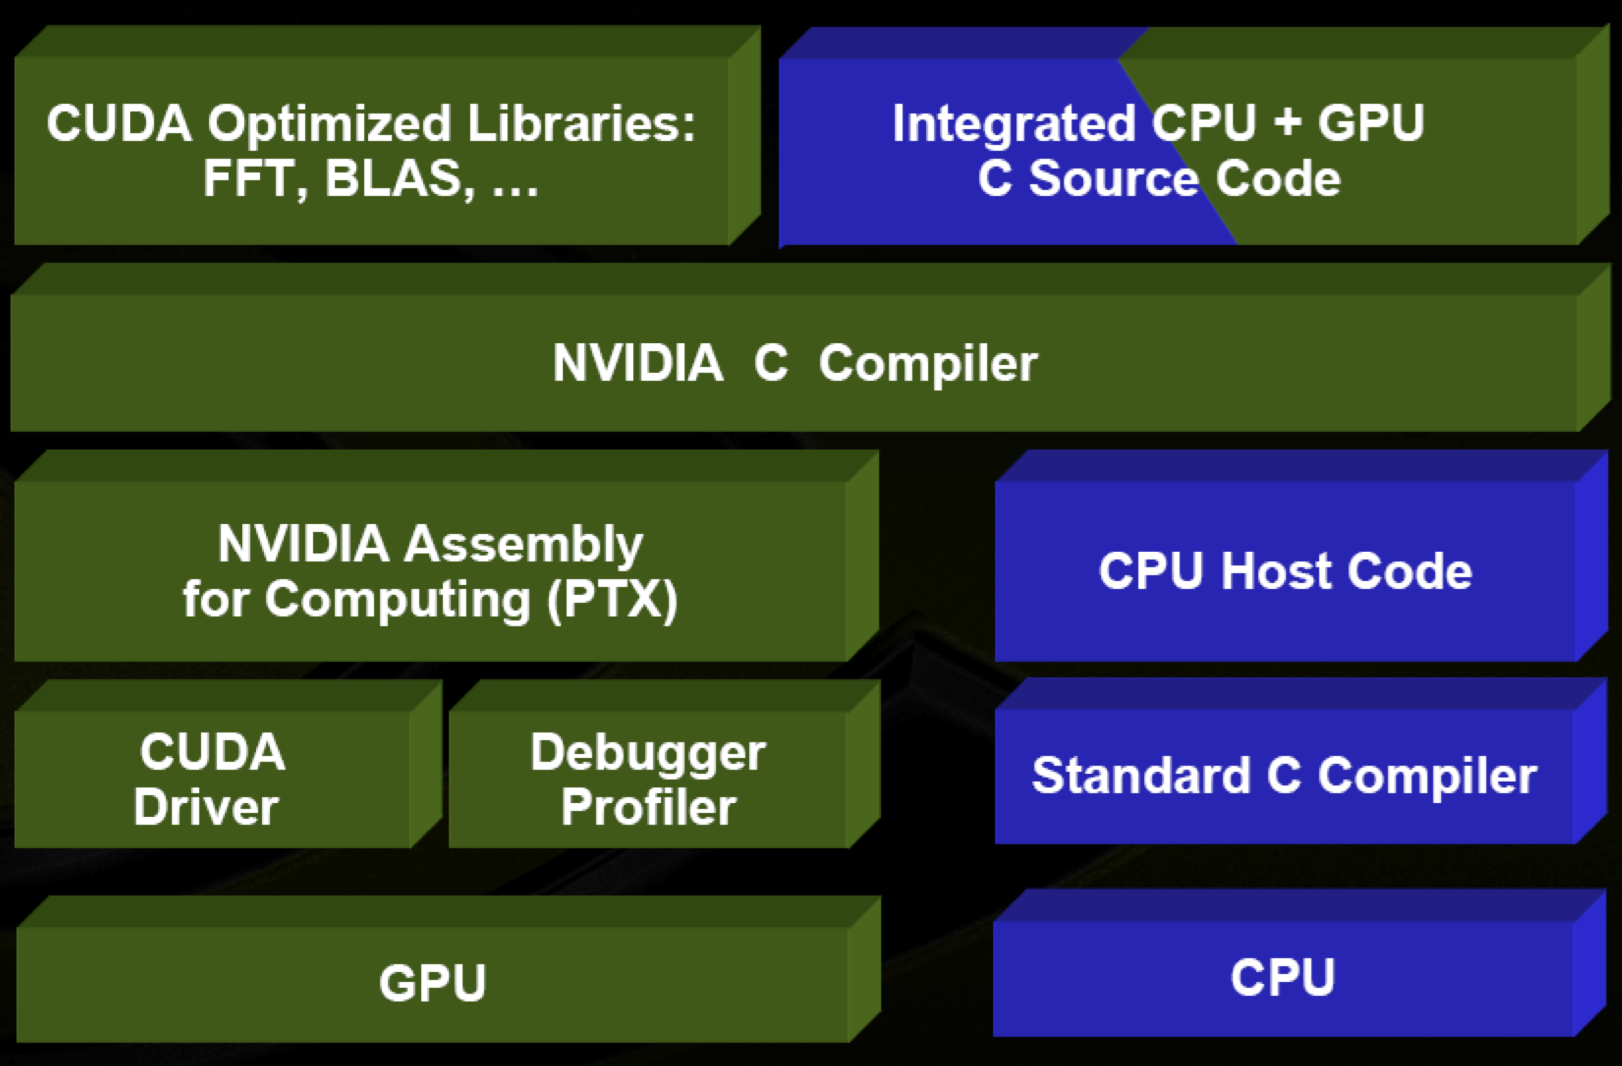 CUDA Optimized Libraries:
FFT, BLAS, …
Integrated CPU + GPU
C Source Code
NVIDIA C Compiler
NVIDIA Assembly
for Computing (PTX)
CPU Host Code
CUDA
Driver
Debugger
Profiler
Standard C Compiler
GPU
CPU